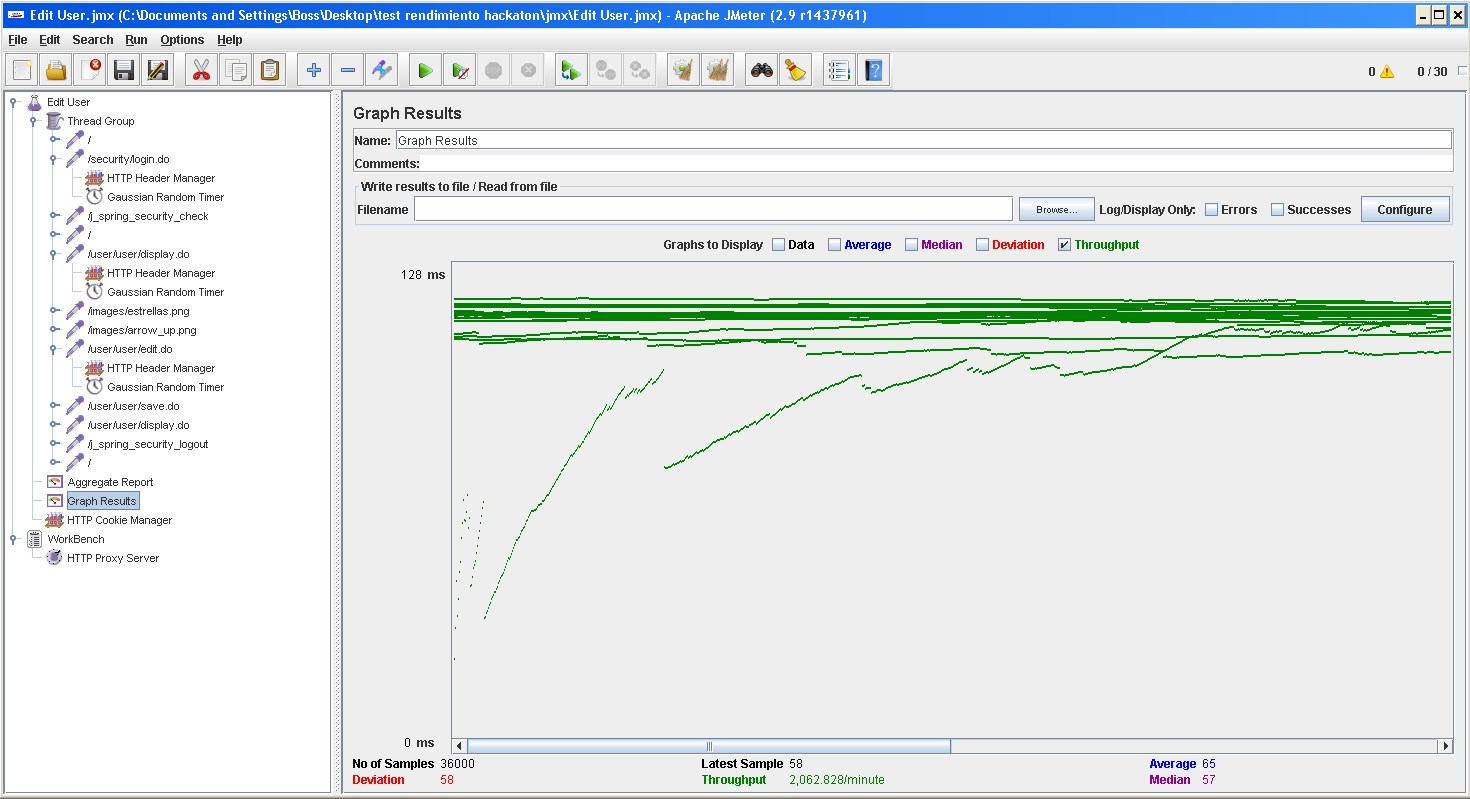 Edit User.jmx (C:\Documents and Settings\Boss\Desktop\test rendimiento hackaton\jmx\Edit User.jmx) - Apache JMeter (2.9 r1437961)
File Edit Search Run Options Help
0 0 / 30
Edit User
Thread Group
/
/security/login.do
HTTP Header Manager
Gaussian Random Timer
/j_spring_security_check
/
/user/user/display.do
HTTP Header Manager
Gaussian Random Timer
/images/estrellas.png
/images/arrow_up.png
/user/user/edit.do
HTTP Header Manager
Gaussian Random Timer
/user/user/save.do
/user/user/display.do
/j_spring_security_logout
/
Aggregate Report
Graph Results
HTTP Cookie Manager
WorkBench
HTTP Proxy Server
Graph Results
Name: Graph Results
Comments:
Write results to file / Read from file
Filename Browse... Log/Display Only: Errors Successes Configure
Graphs to Display Data Average Median Deviation Throughput
128 ms
0 ms
No of Samples 36000 Latest Sample 58 Average 65
Deviation 58 Throughput 2,062.828/minute Median 57